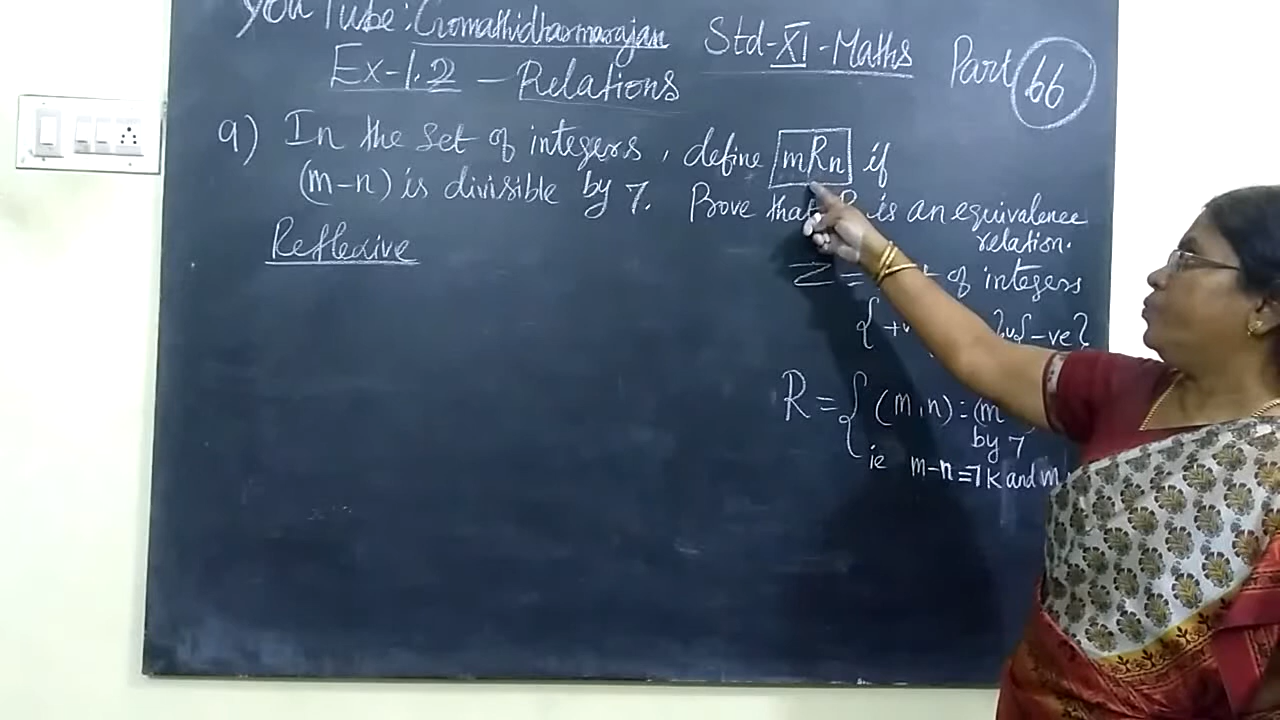 YouTube: Gomathidharmarajan Std-XI-Maths Part 66
Ex-1.2 - Relations
9) In the set of integers, define mRn if
(m-n) is divisible by 7. Prove that R is an equivalence
relation.
Reflexive
Z = of integers
{ + }∪{-ve}
R = { (m,n) : (m
by 7
ie m-n=7k and m